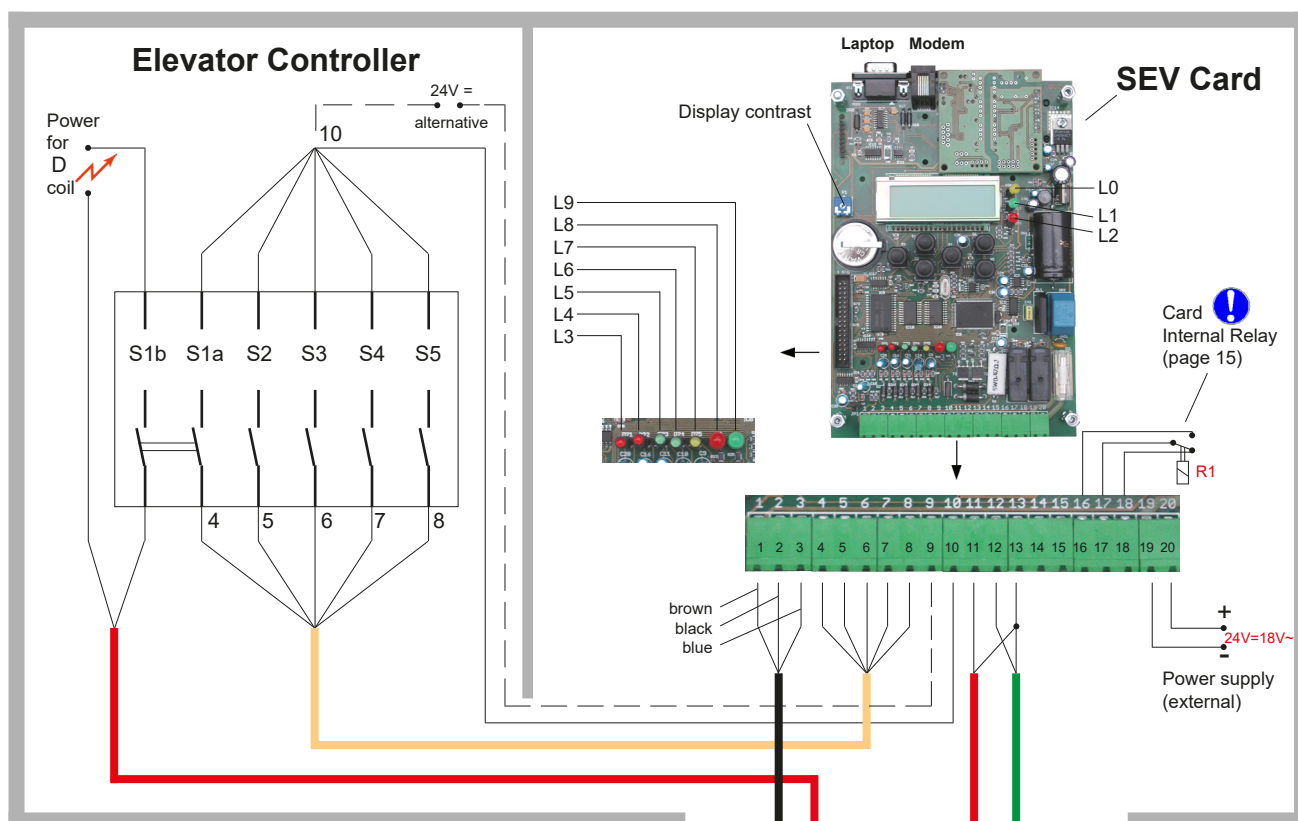 Elevator Controller
24V =
alternative
Power
for
D
coil
10
S1b S1a S2 S3 S4 S5
4 5 6 7 8
Laptop Modem
SEV Card
Display contrast
L0
L1
L2
L9
L8
L7
L6
L5
L4
L3
Card
Internal Relay
(page 15)
R1
1 2 3 4 5 6 7 8 9 10 11 12 13 14 15 16 17 18 19 20
1 2 3 4 5 6 7 8 9 10 11 12 13 14 15 16 17 18 19 20
brown
black
blue
+
24V=18V~
-
Power supply
(external)